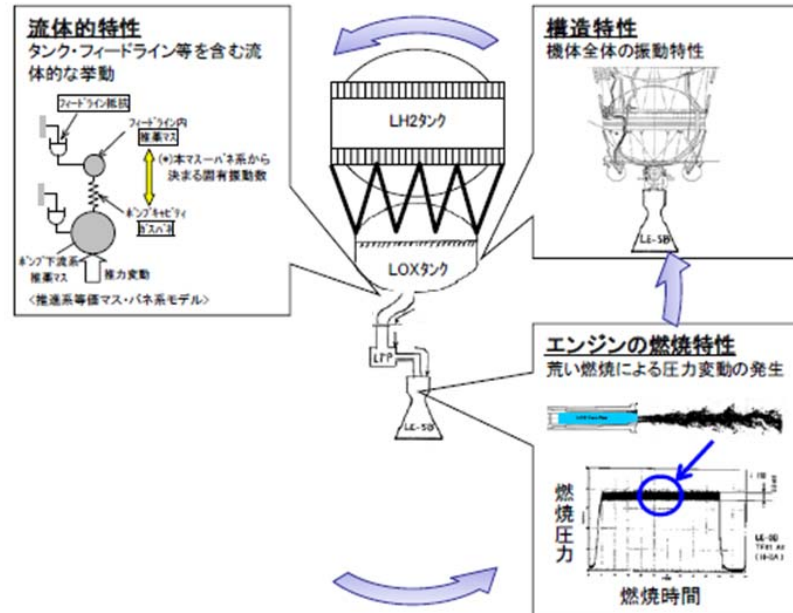 流体的特性
タンク・フィードライン等を含む流
体的な挙動
フィードライン抵抗
フィードライン内
推薬マス
(*)本マスーバネ系から
決まる固有振動数
ポンプキャビティ
ガスバネ
ポンプ下流系
推薬マス
推力変動
<推進系等価マス・バネ系モデル>
LH2タンク
LOXタンク
LE-5B
構造特性
機体全体の振動特性
LE-5B
エンジンの燃焼特性
荒い燃焼による圧力変動の発生
燃焼圧力
LE-5B
燃焼時間